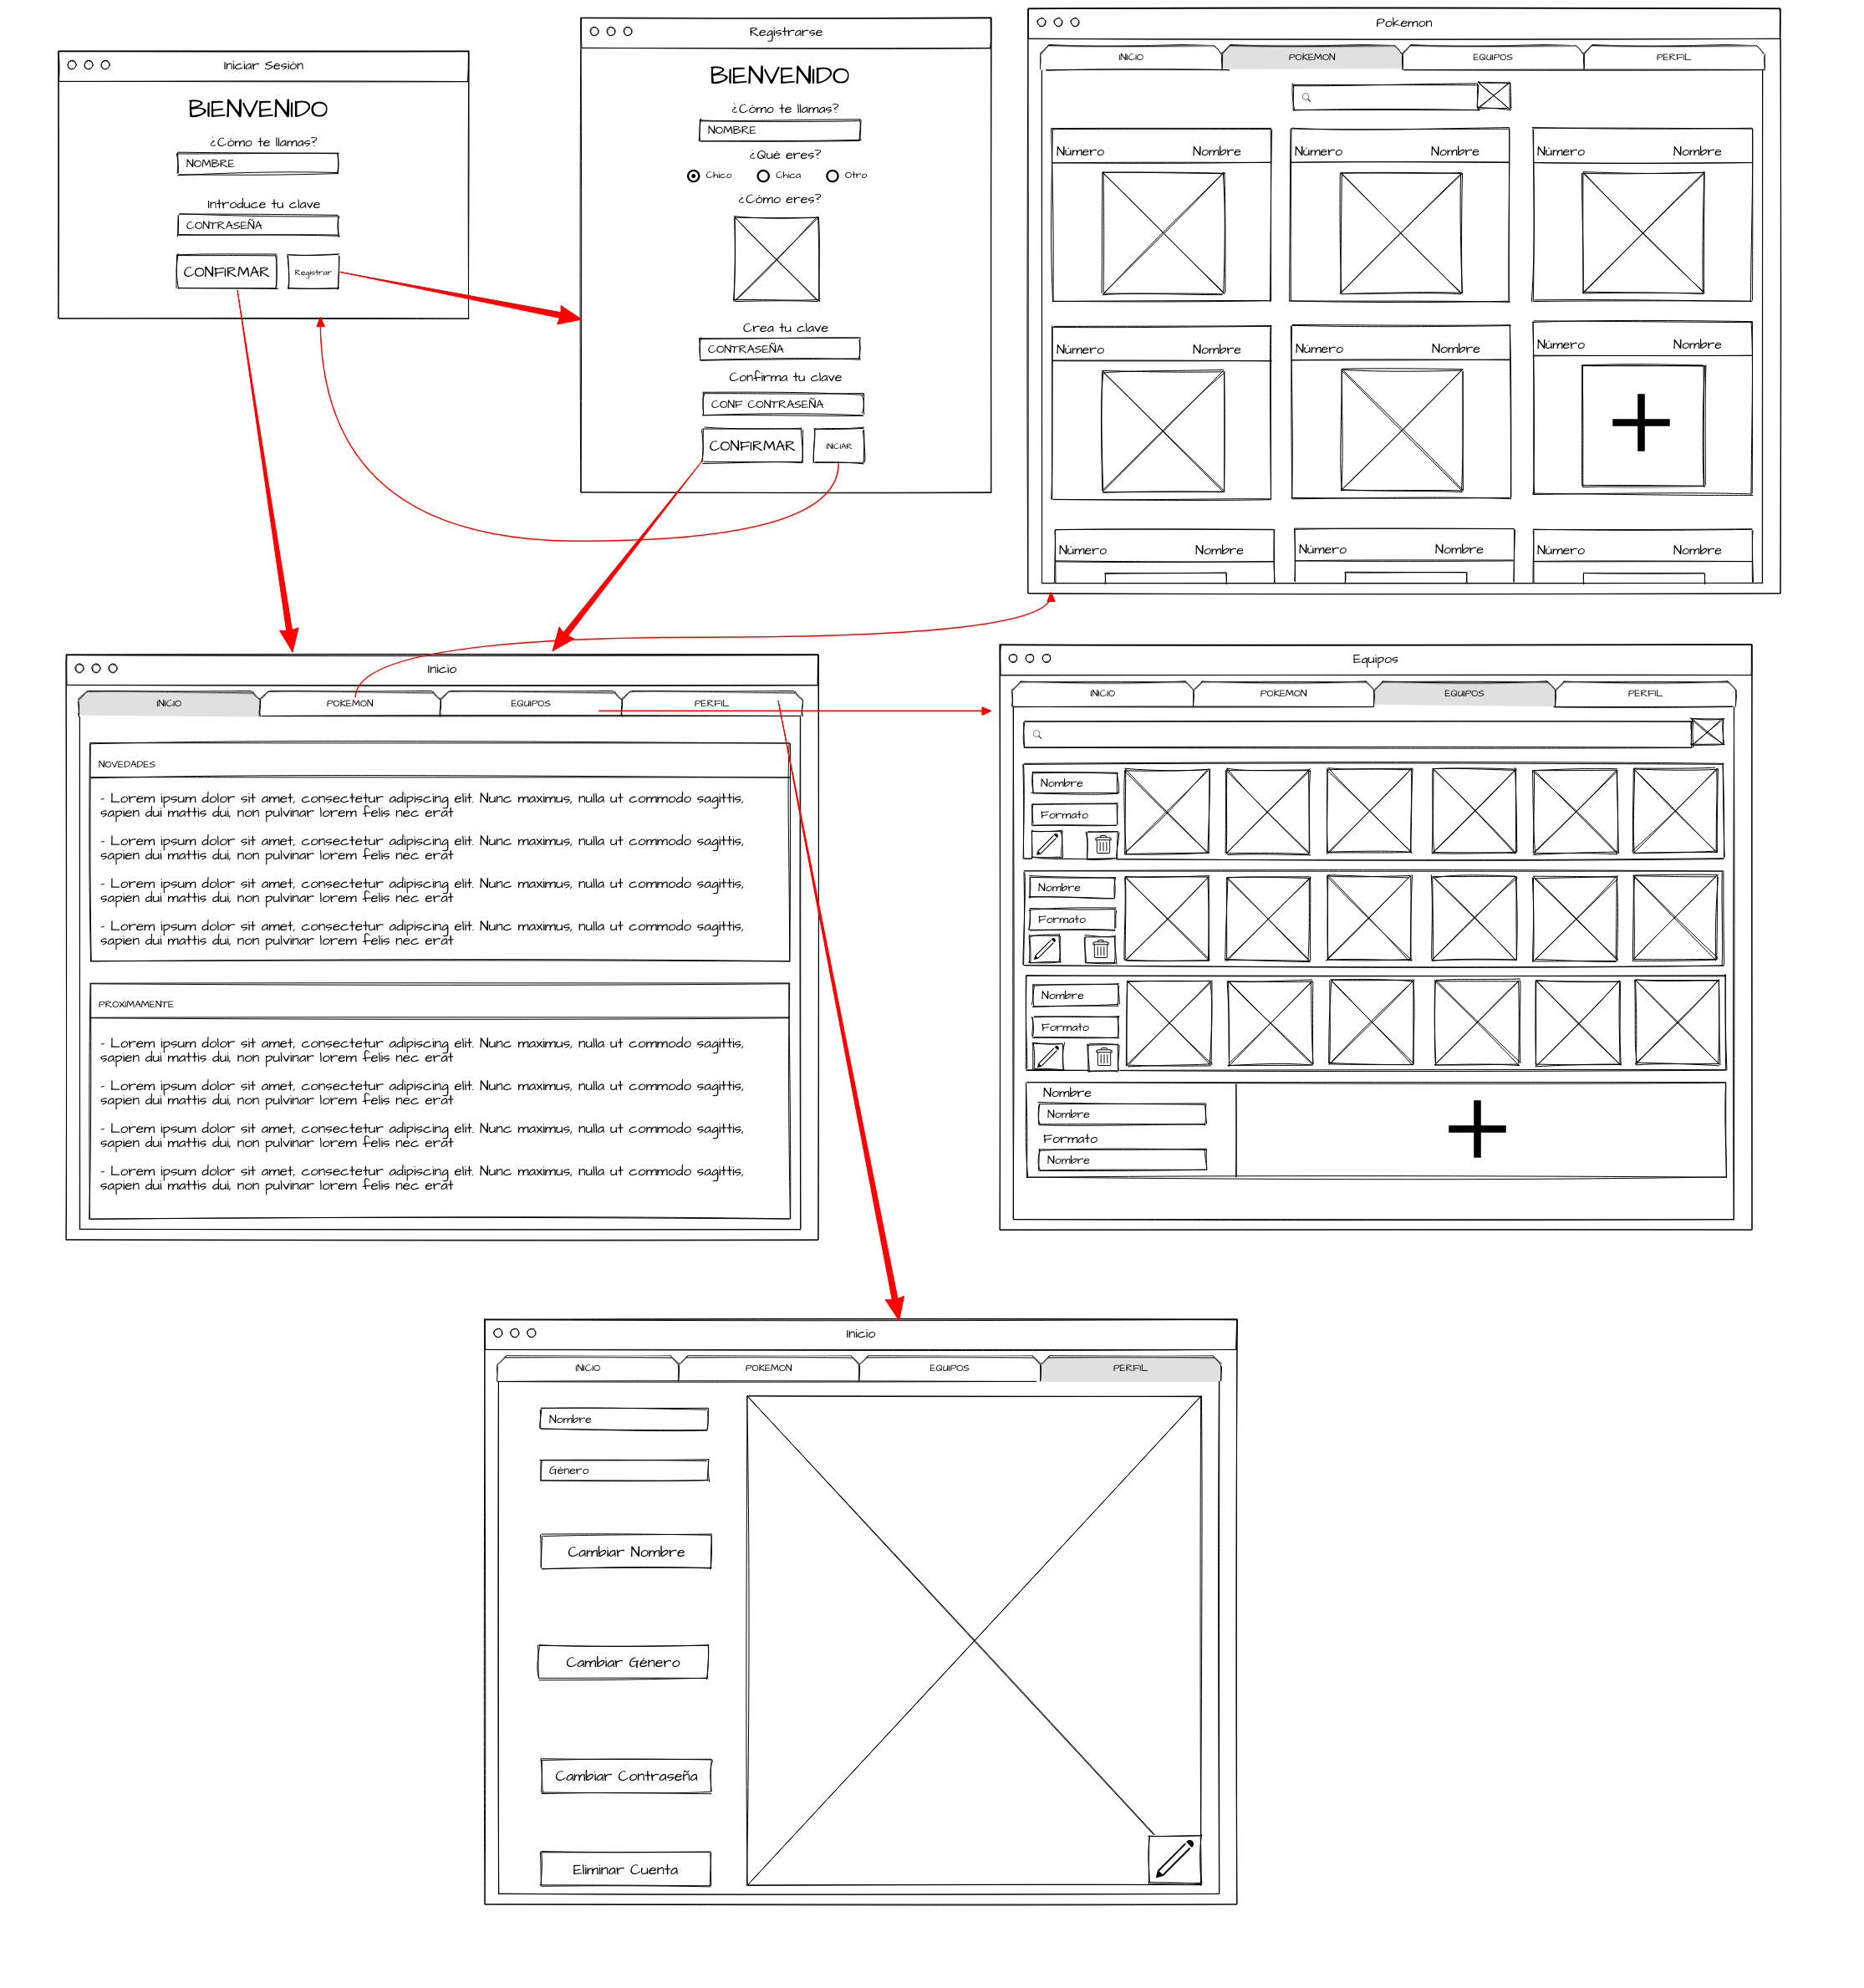 Iniciar Sesión
BIENVENIDO
¿Cómo te llamas?
NOMBRE
Introduce tu clave
CONTRASEÑA
CONFIRMAR
Registrar
Registrarse
BIENVENIDO
¿Cómo te llamas?
NOMBRE
¿Qué eres?
Chico Chica Otro
¿Cómo eres?
Crea tu clave
CONTRASEÑA
Confirma tu clave
CONF CONTRASEÑA
CONFIRMAR
INICIAR
Pokemon
INICIO POKEMON EQUIPOS PERFIL
Número Nombre Número Nombre Número Nombre
Número Nombre Número Nombre Número Nombre
Número Nombre Número Nombre Número Nombre
Inicio
INICIO POKEMON EQUIPOS PERFIL
NOVEDADES
- Lorem ipsum dolor sit amet, consectetur adipiscing elit. Nunc maximus, nulla ut commodo sagittis,
sapien dui mattis dui, non pulvinar lorem felis nec erat
- Lorem ipsum dolor sit amet, consectetur adipiscing elit. Nunc maximus, nulla ut commodo sagittis,
sapien dui mattis dui, non pulvinar lorem felis nec erat
- Lorem ipsum dolor sit amet, consectetur adipiscing elit. Nunc maximus, nulla ut commodo sagittis,
sapien dui mattis dui, non pulvinar lorem felis nec erat
- Lorem ipsum dolor sit amet, consectetur adipiscing elit. Nunc maximus, nulla ut commodo sagittis,
sapien dui mattis dui, non pulvinar lorem felis nec erat
PROXIMAMENTE
- Lorem ipsum dolor sit amet, consectetur adipiscing elit. Nunc maximus, nulla ut commodo sagittis,
sapien dui mattis dui, non pulvinar lorem felis nec erat
- Lorem ipsum dolor sit amet, consectetur adipiscing elit. Nunc maximus, nulla ut commodo sagittis,
sapien dui mattis dui, non pulvinar lorem felis nec erat
- Lorem ipsum dolor sit amet, consectetur adipiscing elit. Nunc maximus, nulla ut commodo sagittis,
sapien dui mattis dui, non pulvinar lorem felis nec erat
- Lorem ipsum dolor sit amet, consectetur adipiscing elit. Nunc maximus, nulla ut commodo sagittis,
sapien dui mattis dui, non pulvinar lorem felis nec erat
Equipos
INICIO POKEMON EQUIPOS PERFIL
Nombre
Formato
Nombre
Formato
Nombre
Formato
Nombre
Nombre
Formato
Nombre
Inicio
INICIO POKEMON EQUIPOS PERFIL
Nombre
Género
Cambiar Nombre
Cambiar Género
Cambiar Contraseña
Eliminar Cuenta